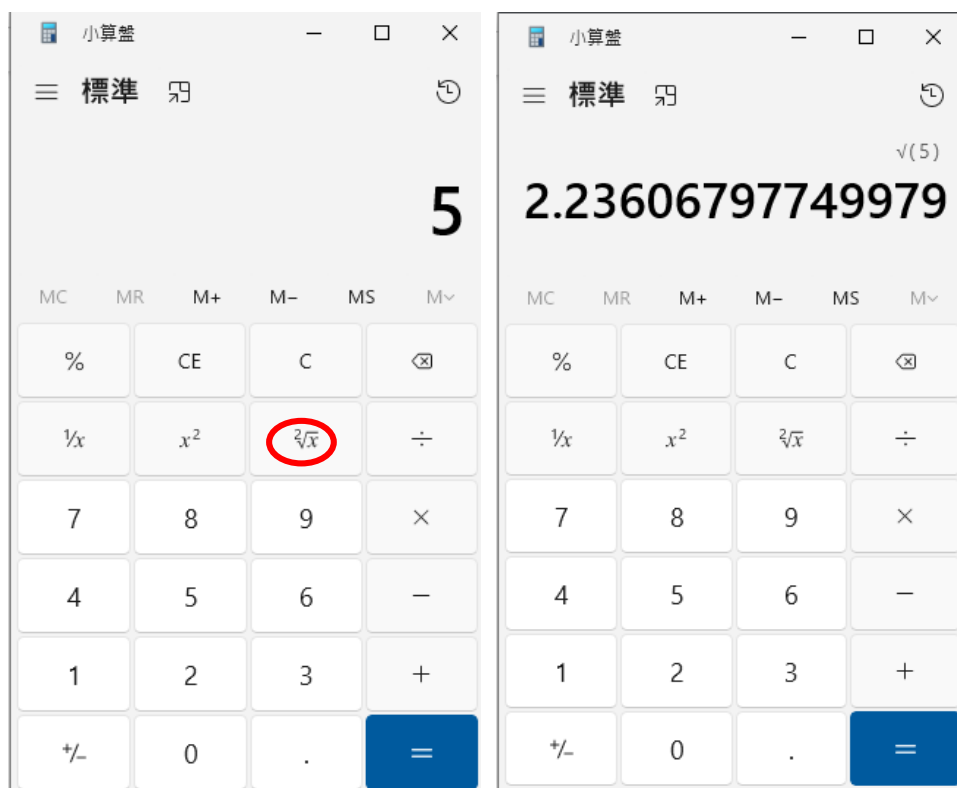 小算盤
標準
5
MC MR M+ M− MS M
% CE C
¹/x x² ²√x ÷
7 8 9 ×
4 5 6 −
1 2 3 +
+/− 0 . =
小算盤
標準
√(5)
2.23606797749979
MC MR M+ M− MS M
% CE C
¹/x x² ²√x ÷
7 8 9 ×
4 5 6 −
1 2 3 +
+/− 0 . =